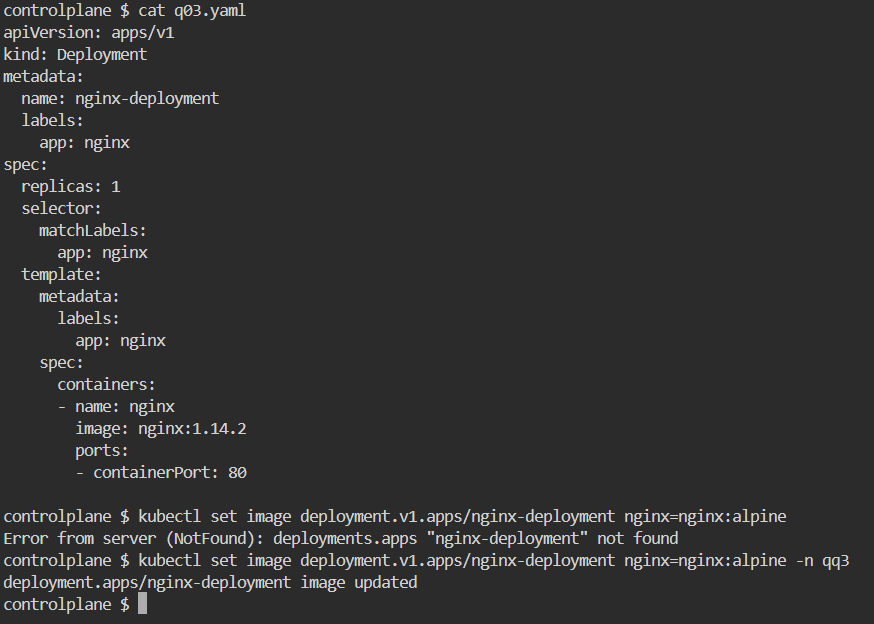 controlplane $ cat q03.yaml
apiVersion: apps/v1
kind: Deployment
metadata:
  name: nginx-deployment
  labels:
    app: nginx
spec:
  replicas: 1
  selector:
    matchLabels:
      app: nginx
  template:
    metadata:
      labels:
        app: nginx
    spec:
      containers:
      - name: nginx
        image: nginx:1.14.2
        ports:
        - containerPort: 80

controlplane $ kubectl set image deployment.v1.apps/nginx-deployment nginx=nginx:alpine
Error from server (NotFound): deployments.apps "nginx-deployment" not found
controlplane $ kubectl set image deployment.v1.apps/nginx-deployment nginx=nginx:alpine -n qq3
deployment.apps/nginx-deployment image updated
controlplane $